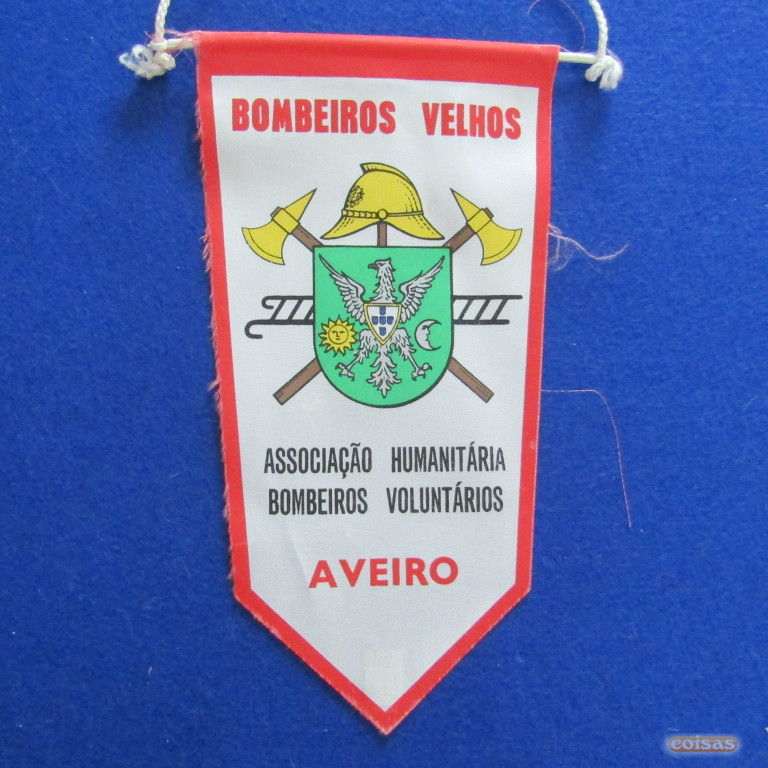 BOMBEIROS VELHOS
ASSOCIAÇÃO HUMANITÁRIA
BOMBEIROS VOLUNTÁRIOS
AVEIRO
coisas